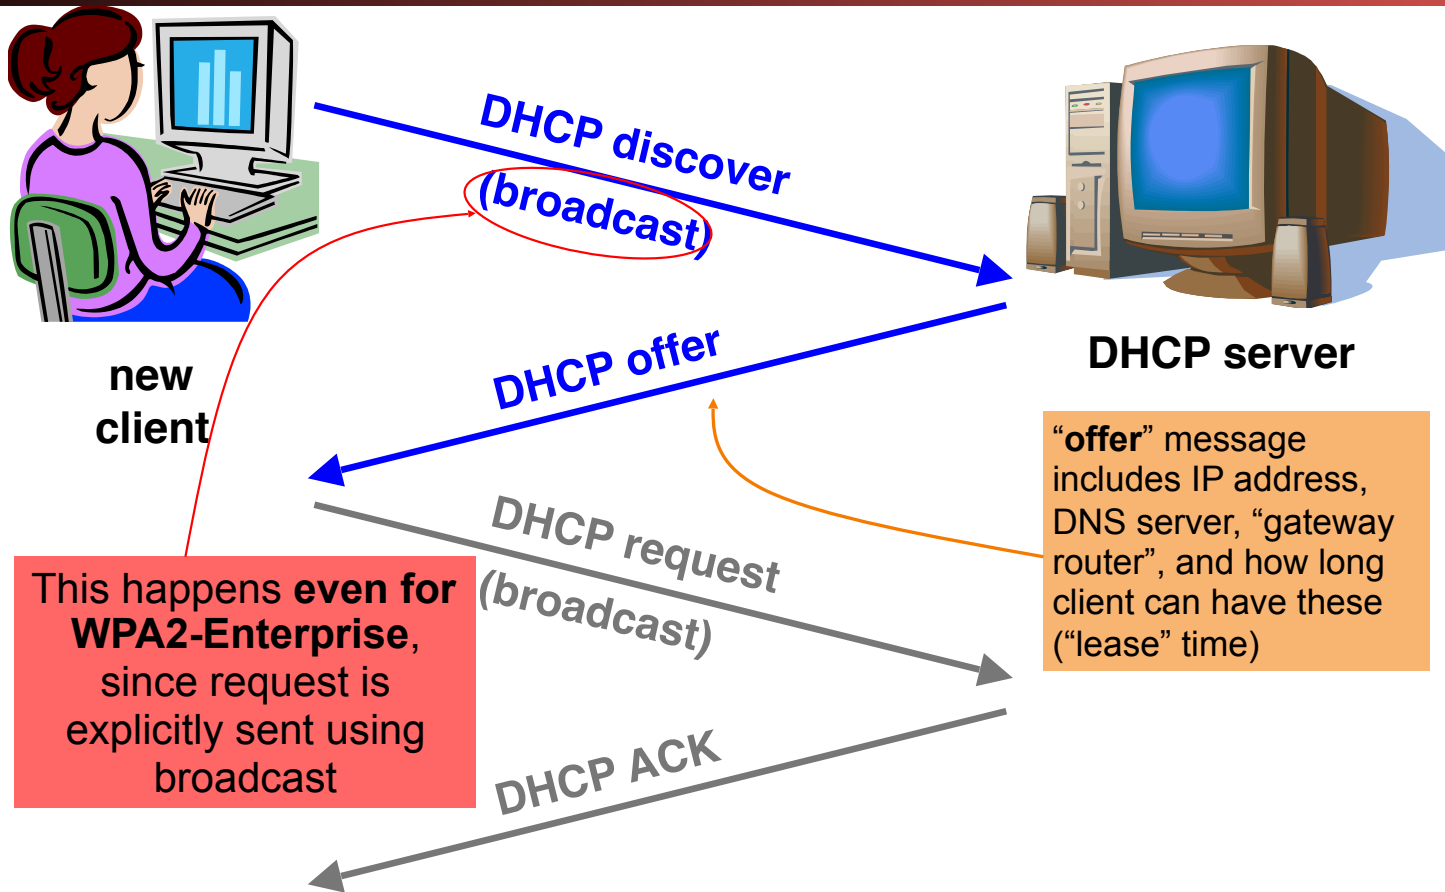 DHCP discover
(broadcast)
DHCP offer
DHCP server
new
client
“offer” message
includes IP address,
DNS server, “gateway
router”, and how long
client can have these
(“lease” time)
DHCP request
(broadcast)
This happens even for
WPA2-Enterprise,
since request is
explicitly sent using
broadcast
DHCP ACK